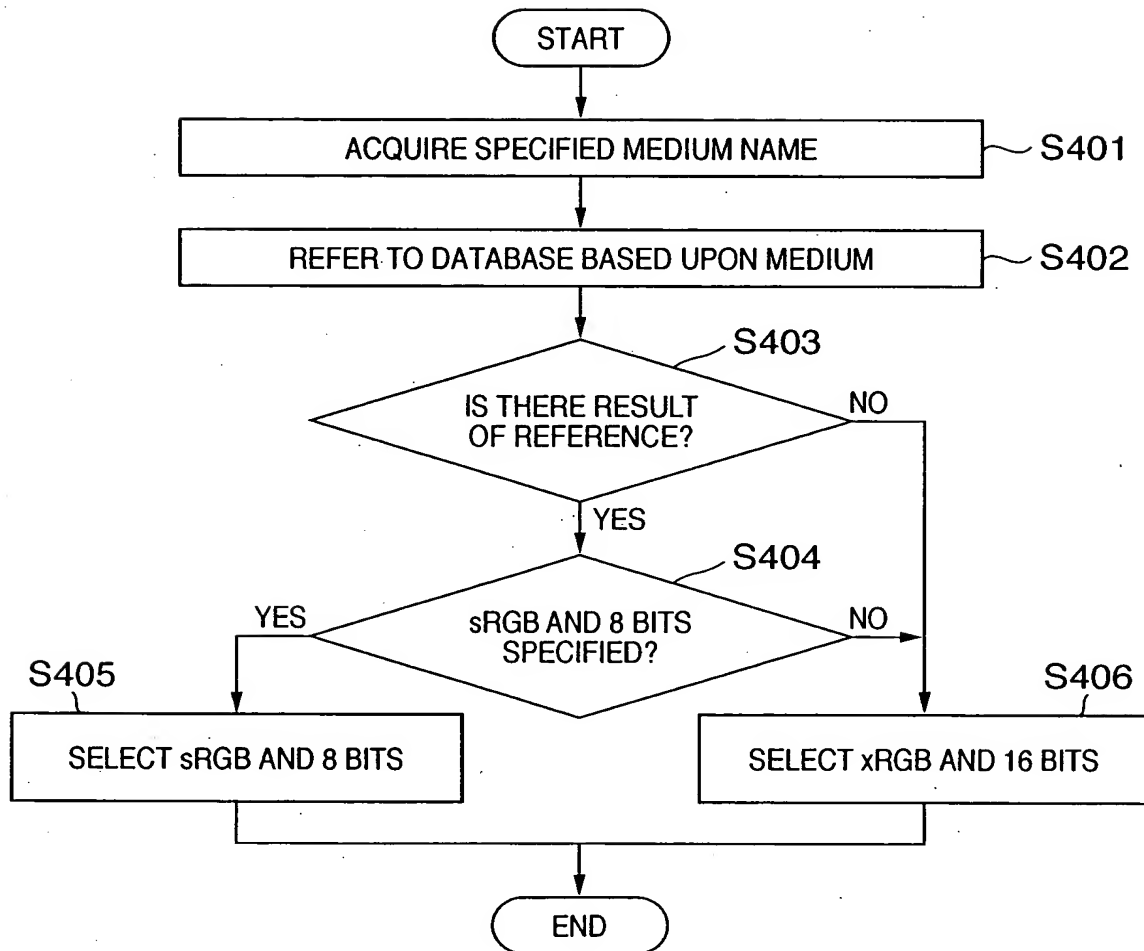 START
ACQUIRE SPECIFIED MEDIUM NAME
S401
REFER TO DATABASE BASED UPON MEDIUM
S402
S403
IS THERE RESULT
OF REFERENCE?
NO
YES
S404
YES
sRGB AND 8 BITS
SPECIFIED?
NO
S405
S406
SELECT sRGB AND 8 BITS
SELECT xRGB AND 16 BITS
END